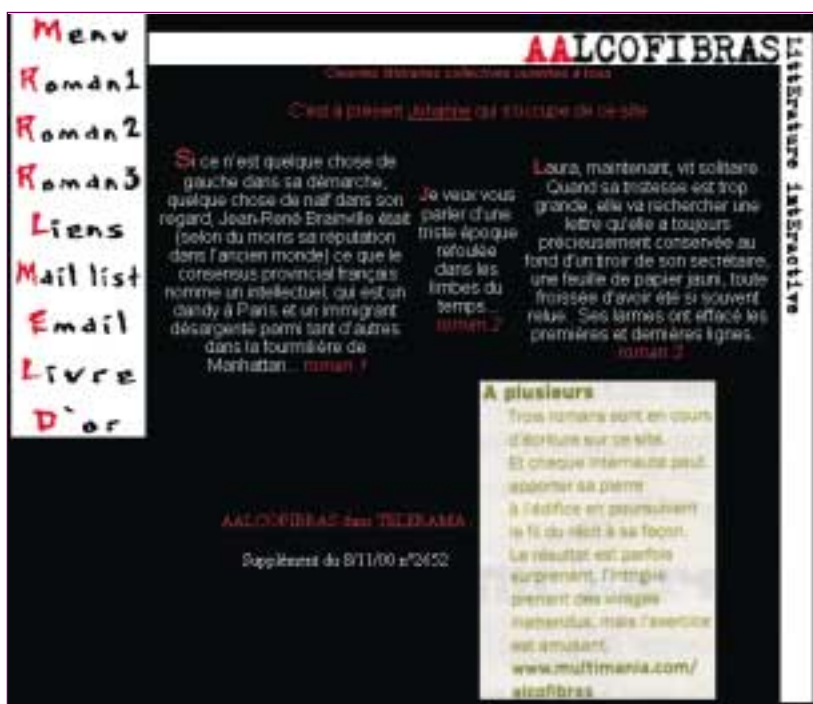 Menu
Roman1
Roman2
Roman3
Liens
Mail list
Email
Livre
D`or
AALCOFIBRAS
LittErature intEractive
Oeuvres littéraires collectives ouvertes à tous
C'est à présent Johanne qui s'occupe de ce site
Si ce n'est quelque chose de
gauche dans sa démarche,
quelque chose de naïf dans son
regard, Jean-René Brainville était
(selon du moins sa réputation
dans l'ancien monde) ce que le
consensus provincial français
nomme un intellectuel, qui est un
dandy à Paris et un immigrant
désargenté parmi tant d'autres
dans la fourmilière de
Manhattan... roman 1
Je veux vous
parler d'une
triste époque
refoulée
dans les
limbes du
temps...
roman 2
Laura, maintenant, vit solitaire.
Quand sa tristesse est trop
grande, elle va rechercher une
lettre qu'elle a toujours
précieusement conservée au
fond d'un tiroir de son secrétaire,
une feuille de papier jauni, toute
froissée d'avoir été si souvent
relue. Ses larmes ont effacé les
premières et dernières lignes.
roman 3
A plusieurs
Trois romans sont en cours
d'écriture sur ce site.
Et chaque internaute peut
apporter sa pierre
à l'édifice en poursuivant
le fil du récit à sa façon.
Le résultat est parfois
surprenant, l'intrigue
prenant des virages
inattendus, mais l'exercice
est amusant.
www.multimania.com/
alcofibras
AALCOFIBRAS dans TELERAMA
Supplément du 8/11/00 n°2652